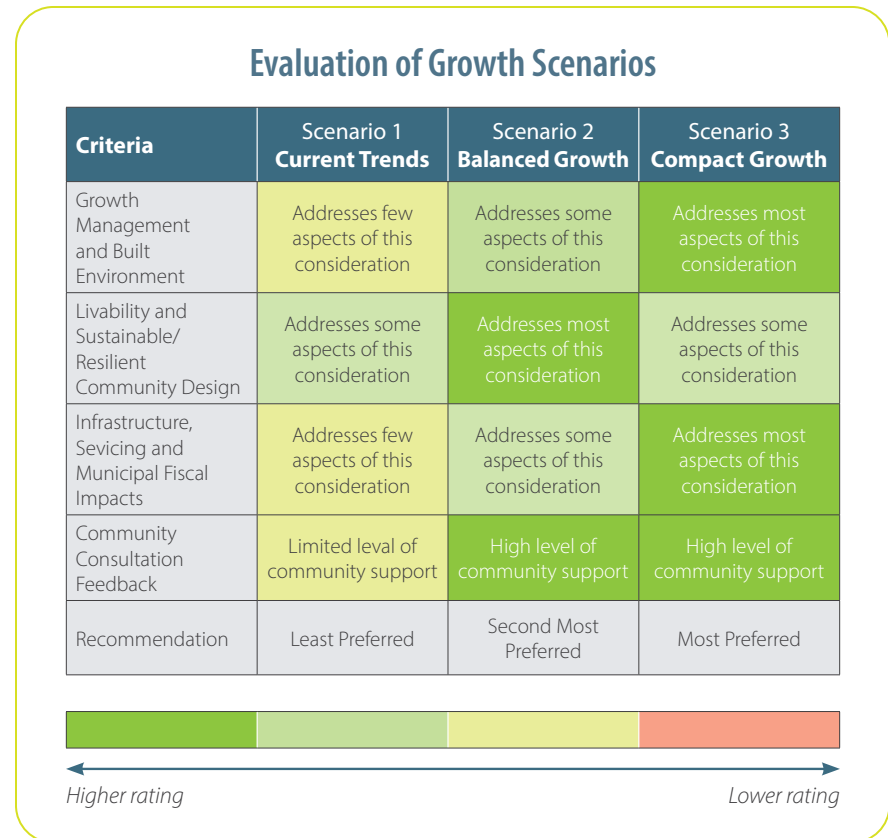 Evaluation of Growth Scenarios
Criteria
Scenario 1
Current Trends
Scenario 2
Balanced Growth
Scenario 3
Compact Growth
Growth
Management
and Built
Environment
Addresses few
aspects of this
consideration
Addresses some
aspects of this
consideration
Addresses most
aspects of this
consideration
Livability and
Sustainable/
Resilient
Community Design
Addresses some
aspects of this
consideration
Addresses most
aspects of this
consideration
Addresses some
aspects of this
consideration
Infrastructure,
Sevicing and
Municipal Fiscal
Impacts
Addresses few
aspects of this
consideration
Addresses some
aspects of this
consideration
Addresses most
aspects of this
consideration
Community
Consultation
Feedback
Limited leval of
community support
High level of
community support
High level of
community support
Recommendation
Least Preferred
Second Most
Preferred
Most Preferred
Higher rating
Lower rating